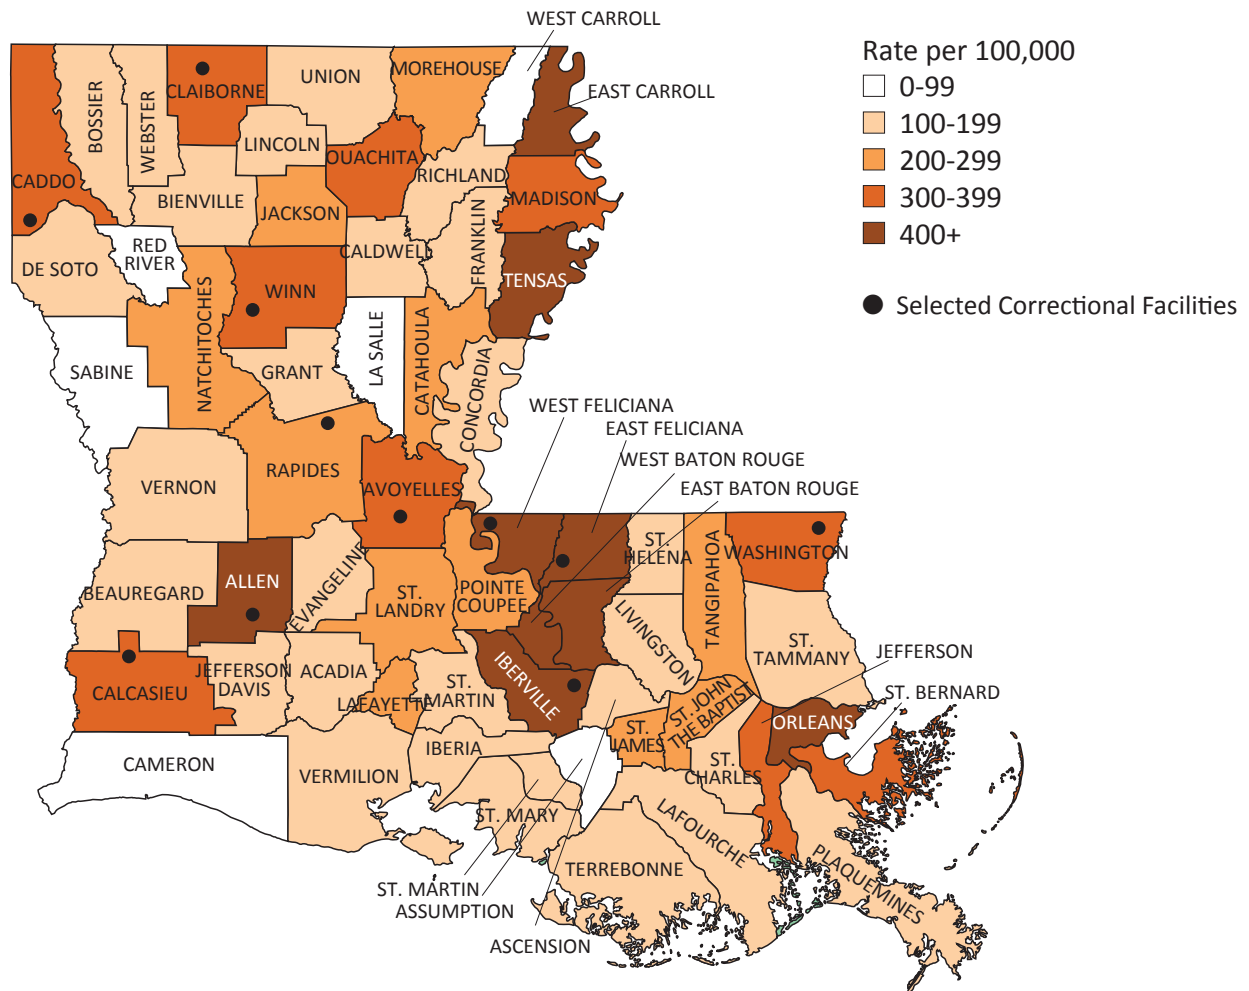 WEST CARROLL
Rate per 100,000
0-99
100-199
200-299
300-399
400+
Selected Correctional Facilities
MOREHOUSE
UNION
CLAIBORNE
EAST CARROLL
BOSSIER
WEBSTER
LINCOLN
OUACHITA
RICHLAND
CADDO
MADISON
BIENVILLE
JACKSON
FRANKLIN
RED
RIVER
CALDWELL
DE SOTO
TENSAS
WINN
NATCHITOCHES
LA SALLE
CATAHOULA
SABINE
GRANT
CONCORDIA
WEST FELICIANA
EAST FELICIANA
WEST BATON ROUGE
EAST BATON ROUGE
RAPIDES
VERNON
AVOYELLES
ST.
HELENA
TANGIPAHOA
WASHINGTON
EVANGELINE
ALLEN
BEAUREGARD
ST.
LANDRY
POINTE
COUPEE
LIVINGSTON
ST.
TAMMANY
JEFFERSON
ST. BERNARD
JEFFERSON
DAVIS
ACADIA
CALCASIEU
LAFAYETTE
ST.
MARTIN
IBERVILLE
ST. JOHN
THE BAPTIST
ORLEANS
ST.
JAMES
IBERIA
ST.
CHARLES
CAMERON
VERMILION
ST. MARY
LAFOURCHE
TERREBONNE
PLAQUEMINES
ST. MARTIN
ASSUMPTION
ASCENSION